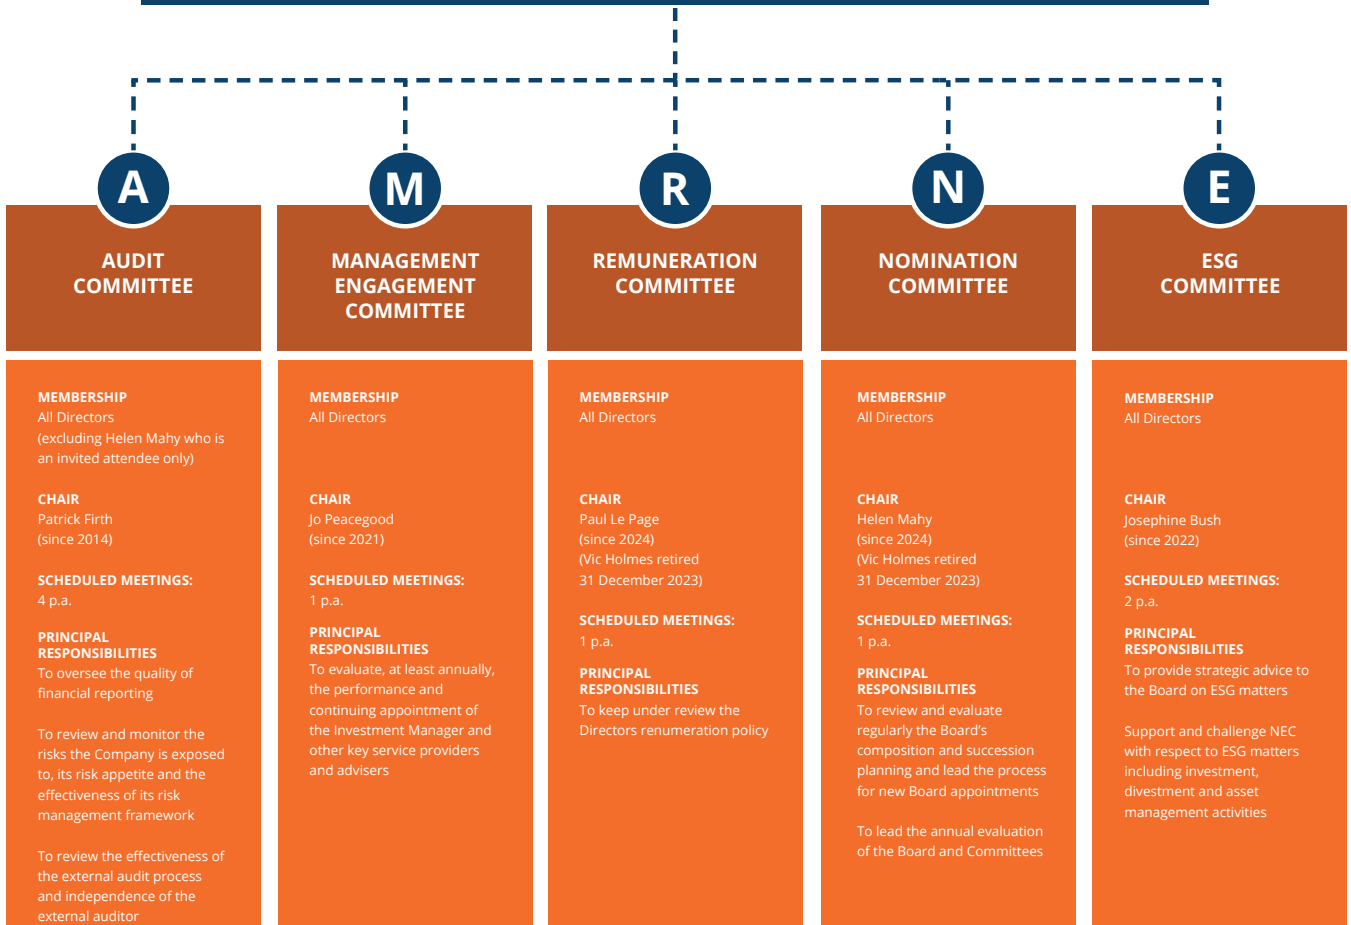 A
AUDIT
COMMITTEE
MEMBERSHIP
All Directors
(excluding Helen Mahy who is
an invited attendee only)
CHAIR
Patrick Firth
(since 2014)
SCHEDULED MEETINGS:
4 p.a.
PRINCIPAL
RESPONSIBILITIES
To oversee the quality of
financial reporting
To review and monitor the
risks the Company is exposed
to, its risk appetite and the
effectiveness of its risk
management framework
To review the effectiveness of
the external audit process
and independence of the
external auditor
M
MANAGEMENT
ENGAGEMENT
COMMITTEE
MEMBERSHIP
All Directors
CHAIR
Jo Peacegood
(since 2021)
SCHEDULED MEETINGS:
1 p.a.
PRINCIPAL
RESPONSIBILITIES
To evaluate, at least annually,
the performance and
continuing appointment of
the Investment Manager and
other key service providers
and advisers
R
REMUNERATION
COMMITTEE
MEMBERSHIP
All Directors
CHAIR
Paul Le Page
(since 2024)
(Vic Holmes retired
31 December 2023)
SCHEDULED MEETINGS:
1 p.a.
PRINCIPAL
RESPONSIBILITIES
To keep under review the
Directors renumeration policy
N
NOMINATION
COMMITTEE
MEMBERSHIP
All Directors
CHAIR
Helen Mahy
(since 2024)
(Vic Holmes retired
31 December 2023)
SCHEDULED MEETINGS:
1 p.a.
PRINCIPAL
RESPONSIBILITIES
To review and evaluate
regularly the Board’s
composition and succession
planning and lead the process
for new Board appointments
To lead the annual evaluation
of the Board and Committees
E
ESG
COMMITTEE
MEMBERSHIP
All Directors
CHAIR
Josephine Bush
(since 2022)
SCHEDULED MEETINGS:
2 p.a.
PRINCIPAL
RESPONSIBILITIES
To provide strategic advice to
the Board on ESG matters
Support and challenge NEC
with respect to ESG matters
including investment,
divestment and asset
management activities